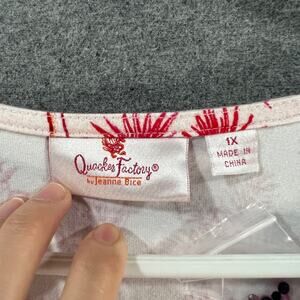 Quacker Factory®
by Jeanne Bice
1X
MADE IN
CHINA